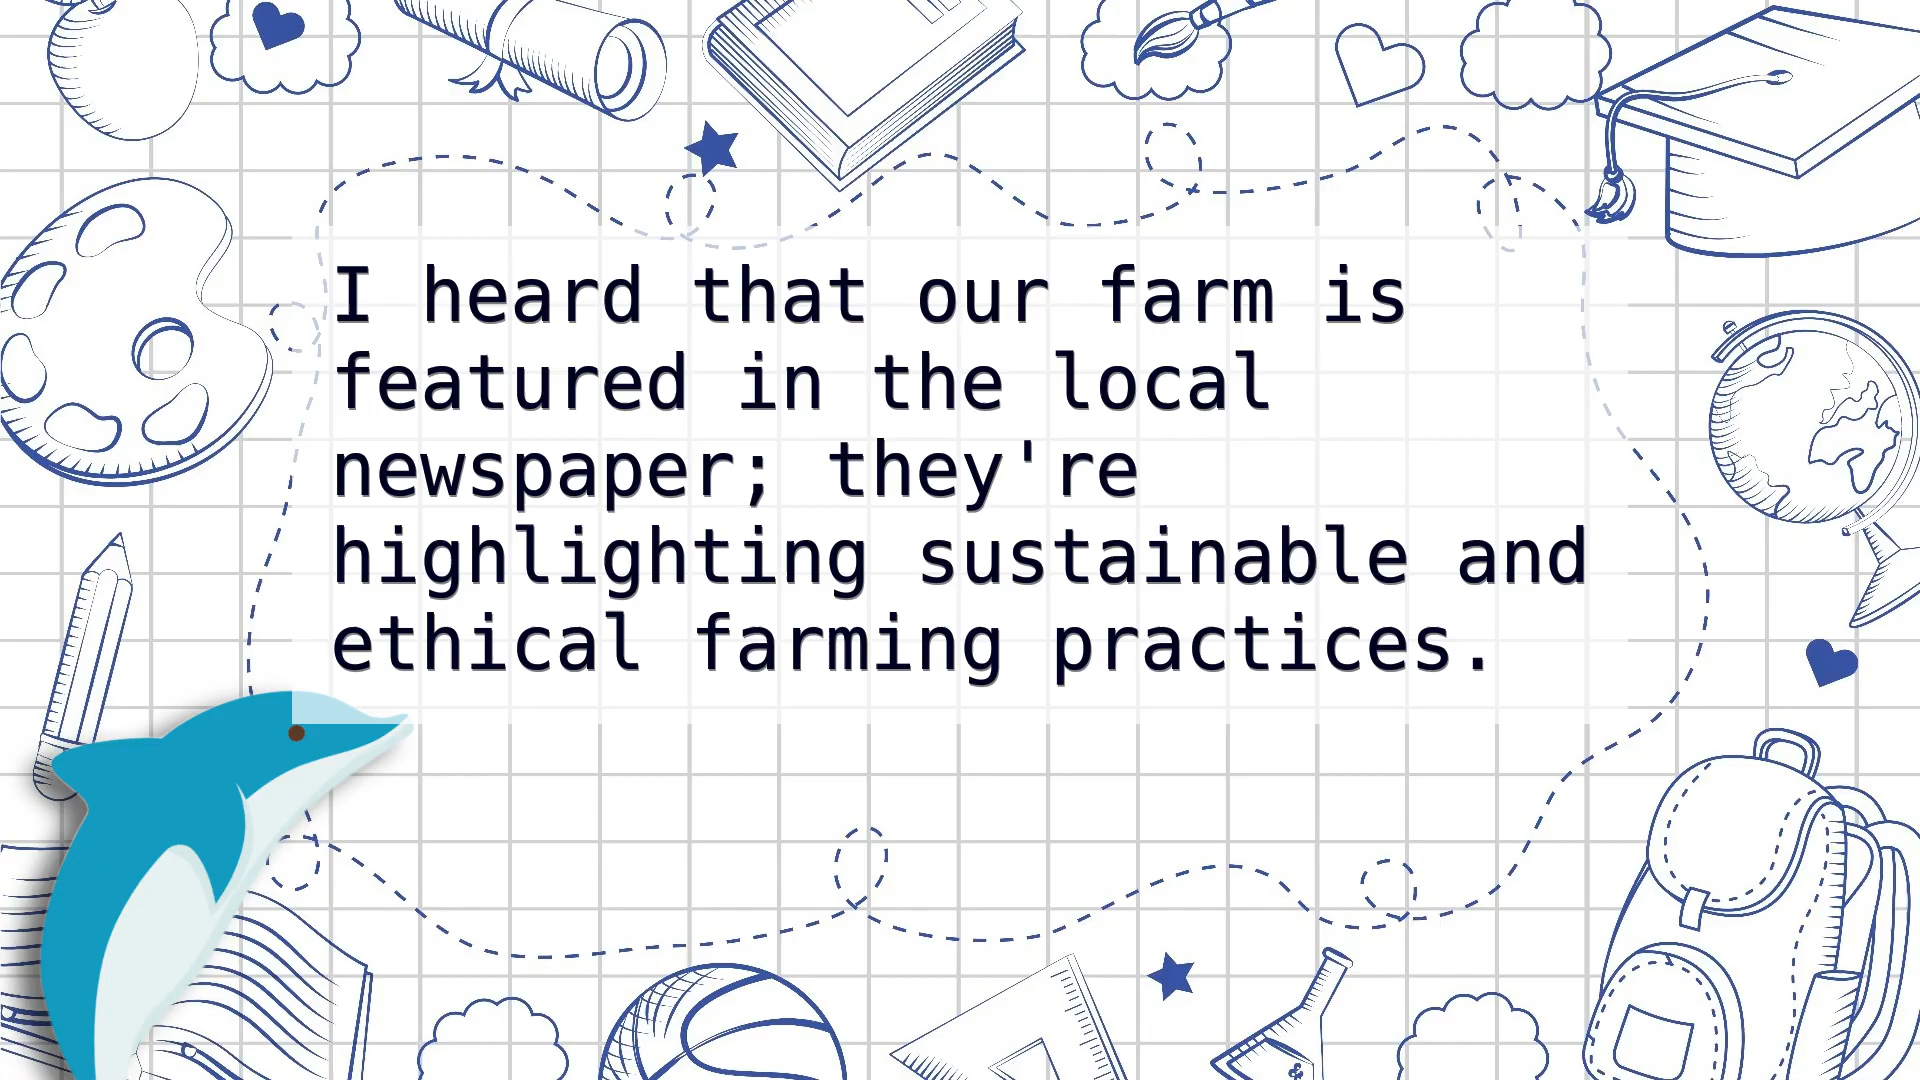 I heard that our farm is
featured in the local
newspaper; they're
highlighting sustainable and
ethical farming practices.